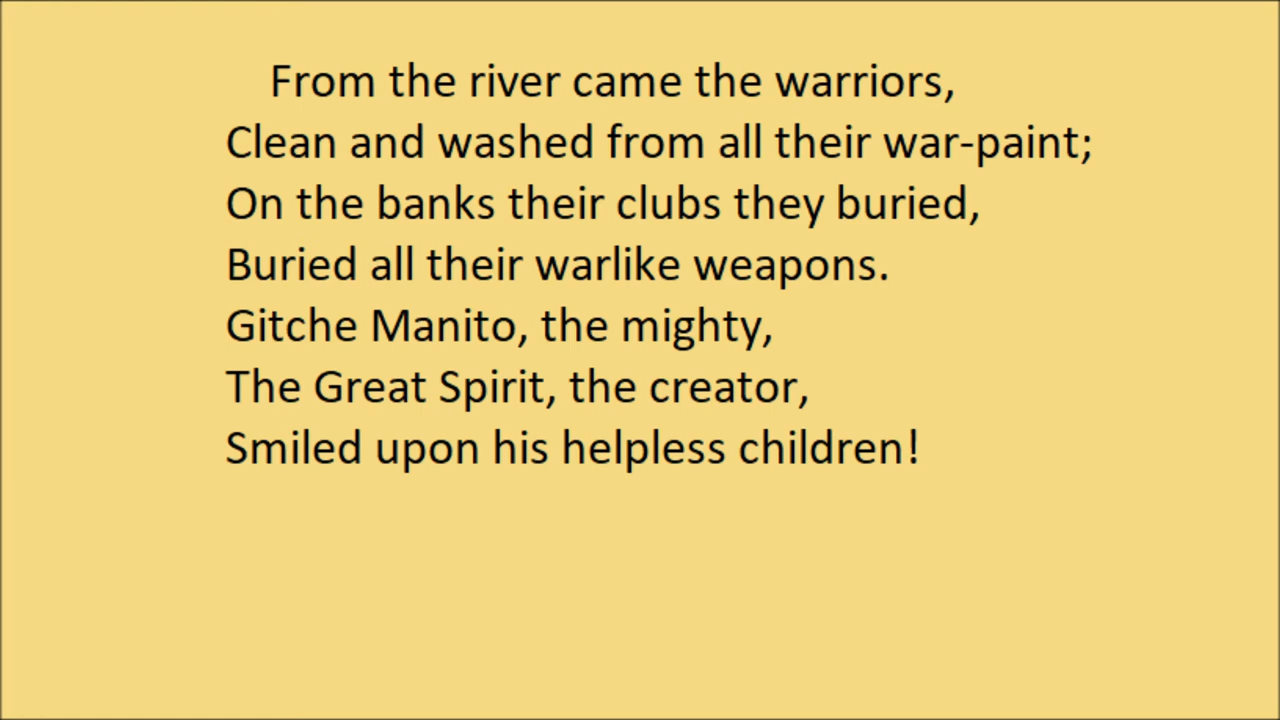 From the river came the warriors,
Clean and washed from all their war-paint;
On the banks their clubs they buried,
Buried all their warlike weapons.
Gitche Manito, the mighty,
The Great Spirit, the creator,
Smiled upon his helpless children!